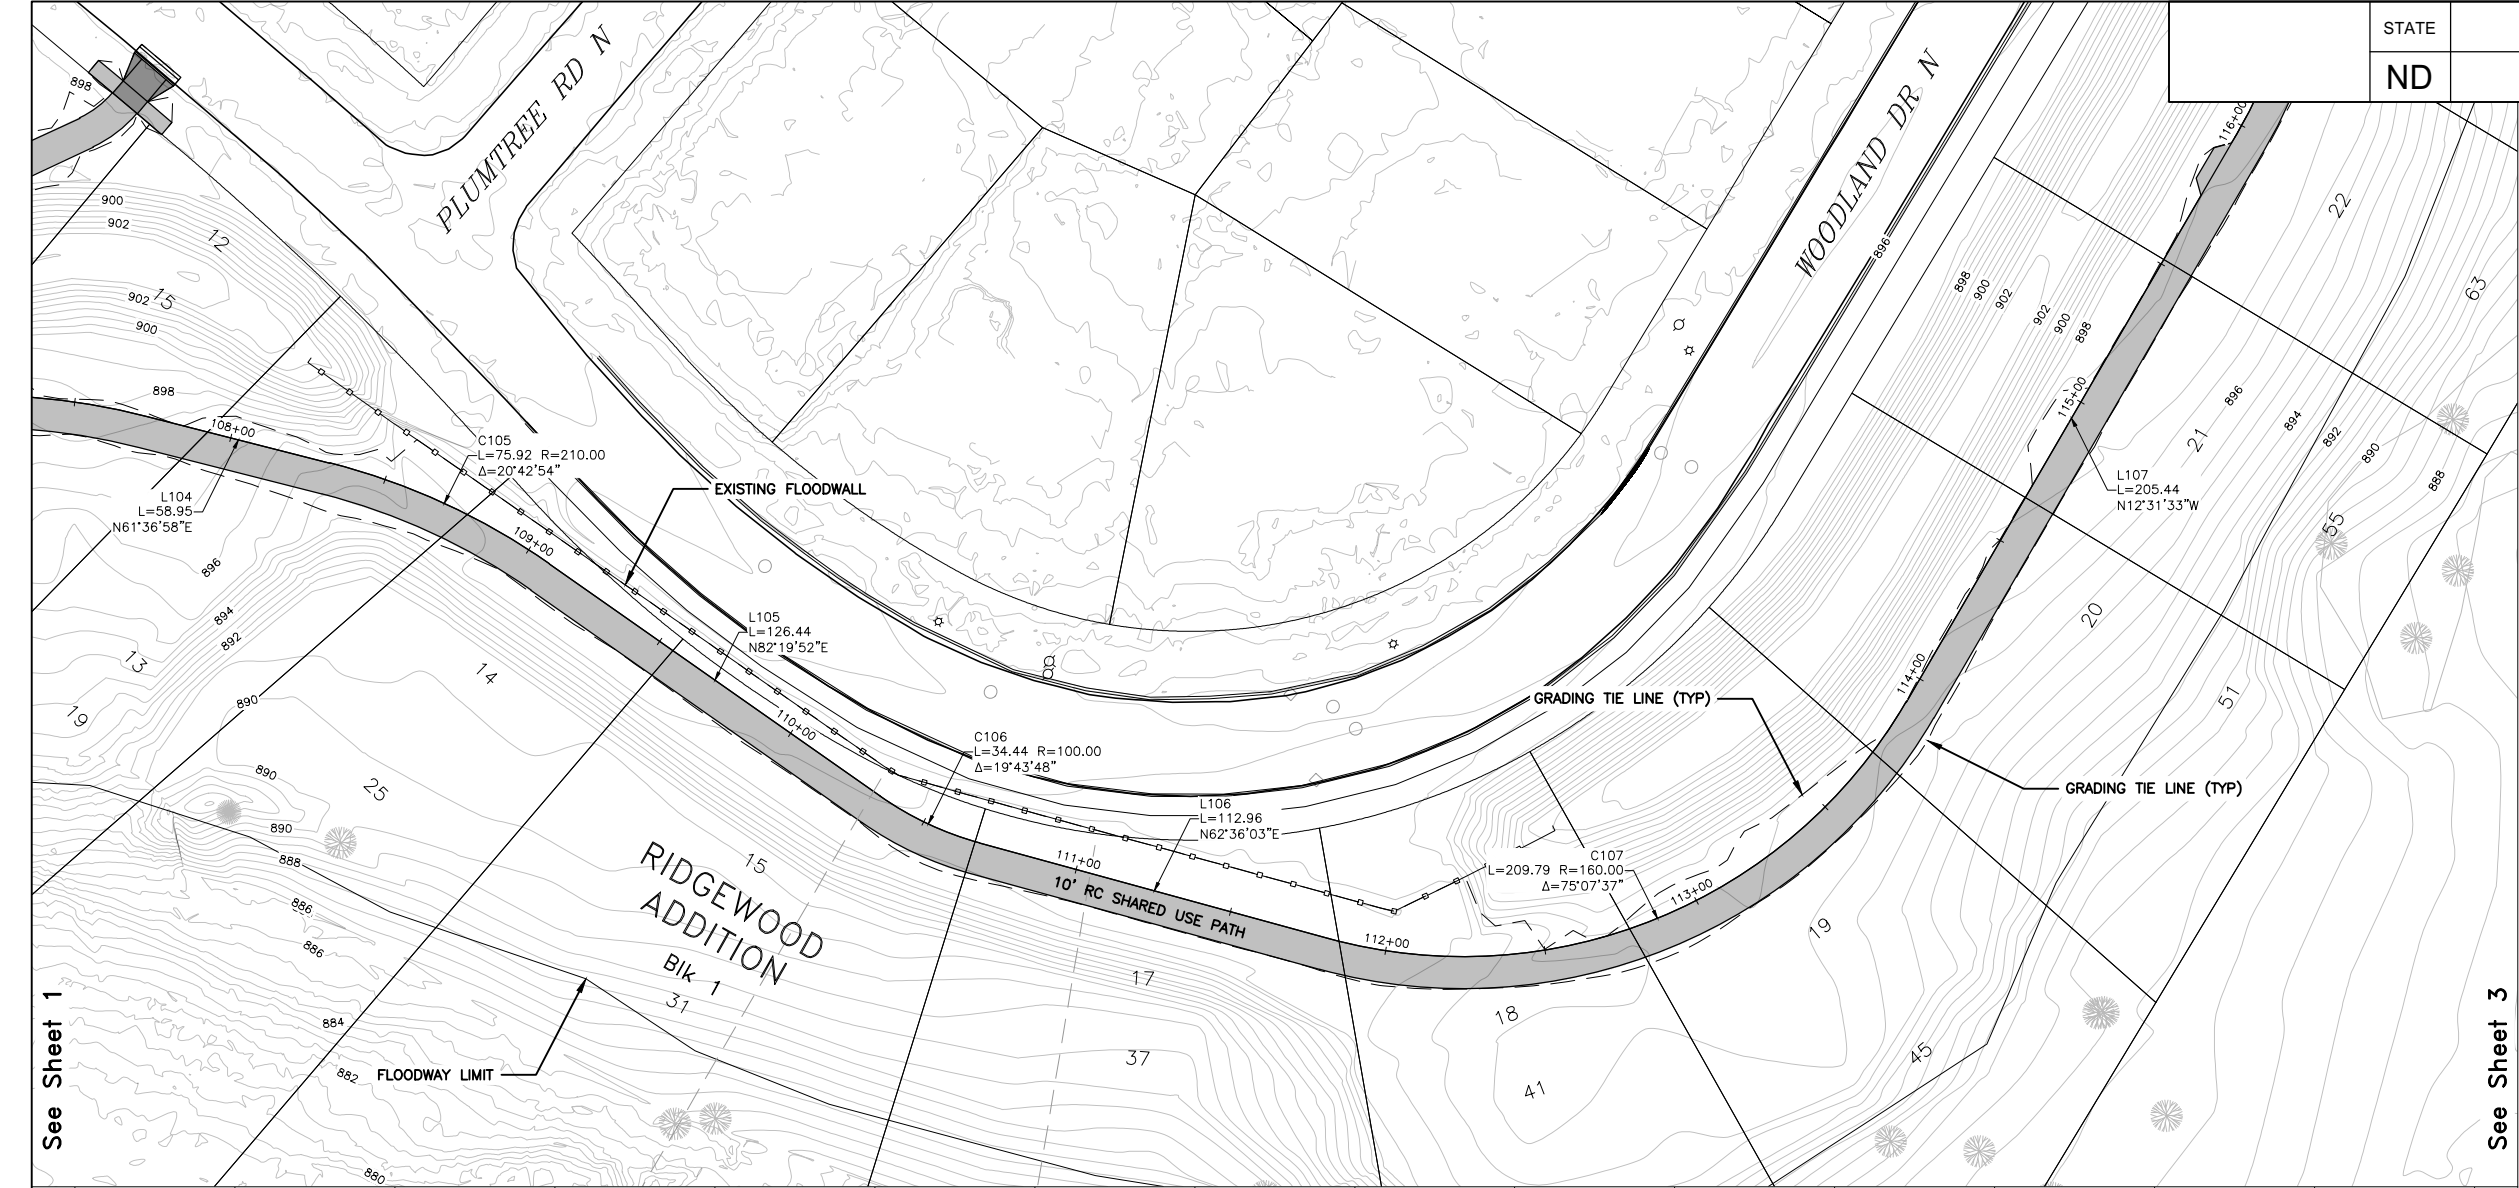 STATE
ND
PLUMTREE RD N
WOODLAND DR N
898
900
902
12
15
902
900
898
108+00
L104
L=58.95
N61°36'58"E
896
894
892
13
19
890
14
25
890
890
888
886
886
884
882
880
C105
L=75.92 R=210.00
Δ=20°42'54"
109+00
EXISTING FLOODWALL
L105
L=126.44
N82°19'52"E
110+00
C106
L=34.44 R=100.00
Δ=19°43'48"
L106
L=112.96
N62°36'03"E
111+00
10' RC SHARED USE PATH
112+00
C107
L=209.79 R=160.00
Δ=75°07'37"
113+00
114+00
115+00
116+00
GRADING TIE LINE (TYP)
GRADING TIE LINE (TYP)
L107
L=205.44
N12°31'33"W
896
898
900
902
902
900
898
896
894
892
890
888
22
63
21
55
20
51
19
45
18
41
17
37
15
RIDGEWOOD
ADDITION
Blk 1
31
FLOODWAY LIMIT
See Sheet 1
See Sheet 3